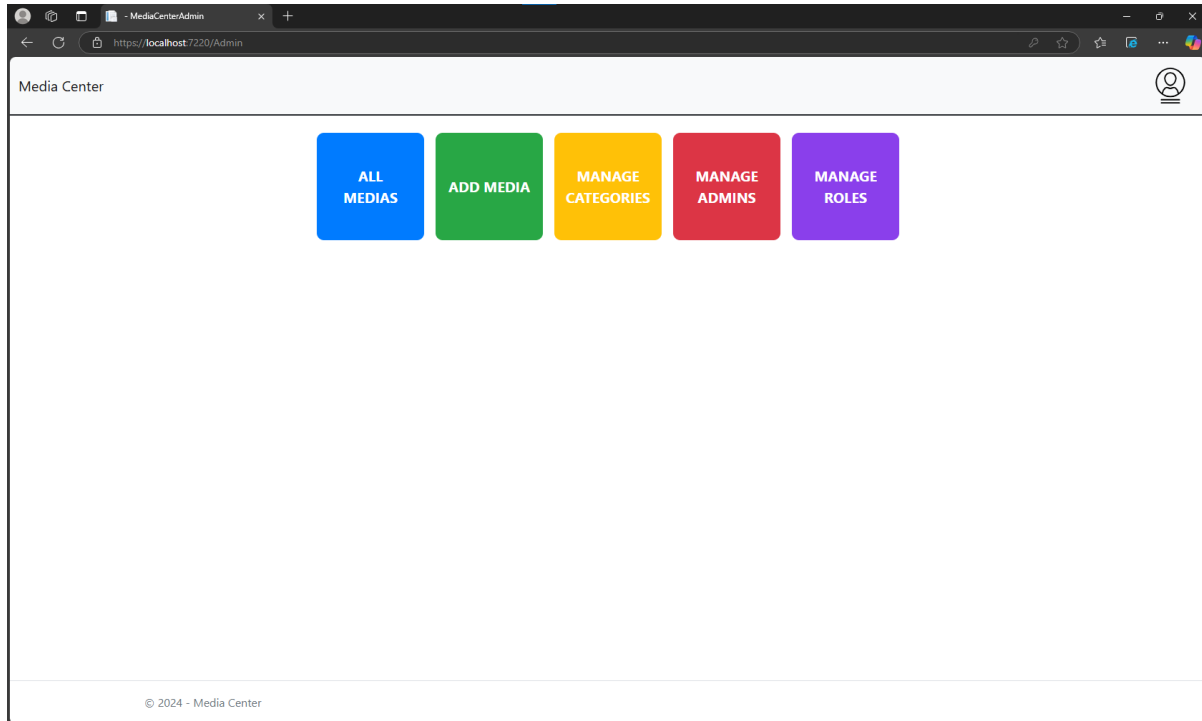 - MediaCenterAdmin
https://localhost:7220/Admin
Media Center
ALL
MEDIAS
ADD MEDIA
MANAGE
CATEGORIES
MANAGE
ADMINS
MANAGE
ROLES
© 2024 - Media Center